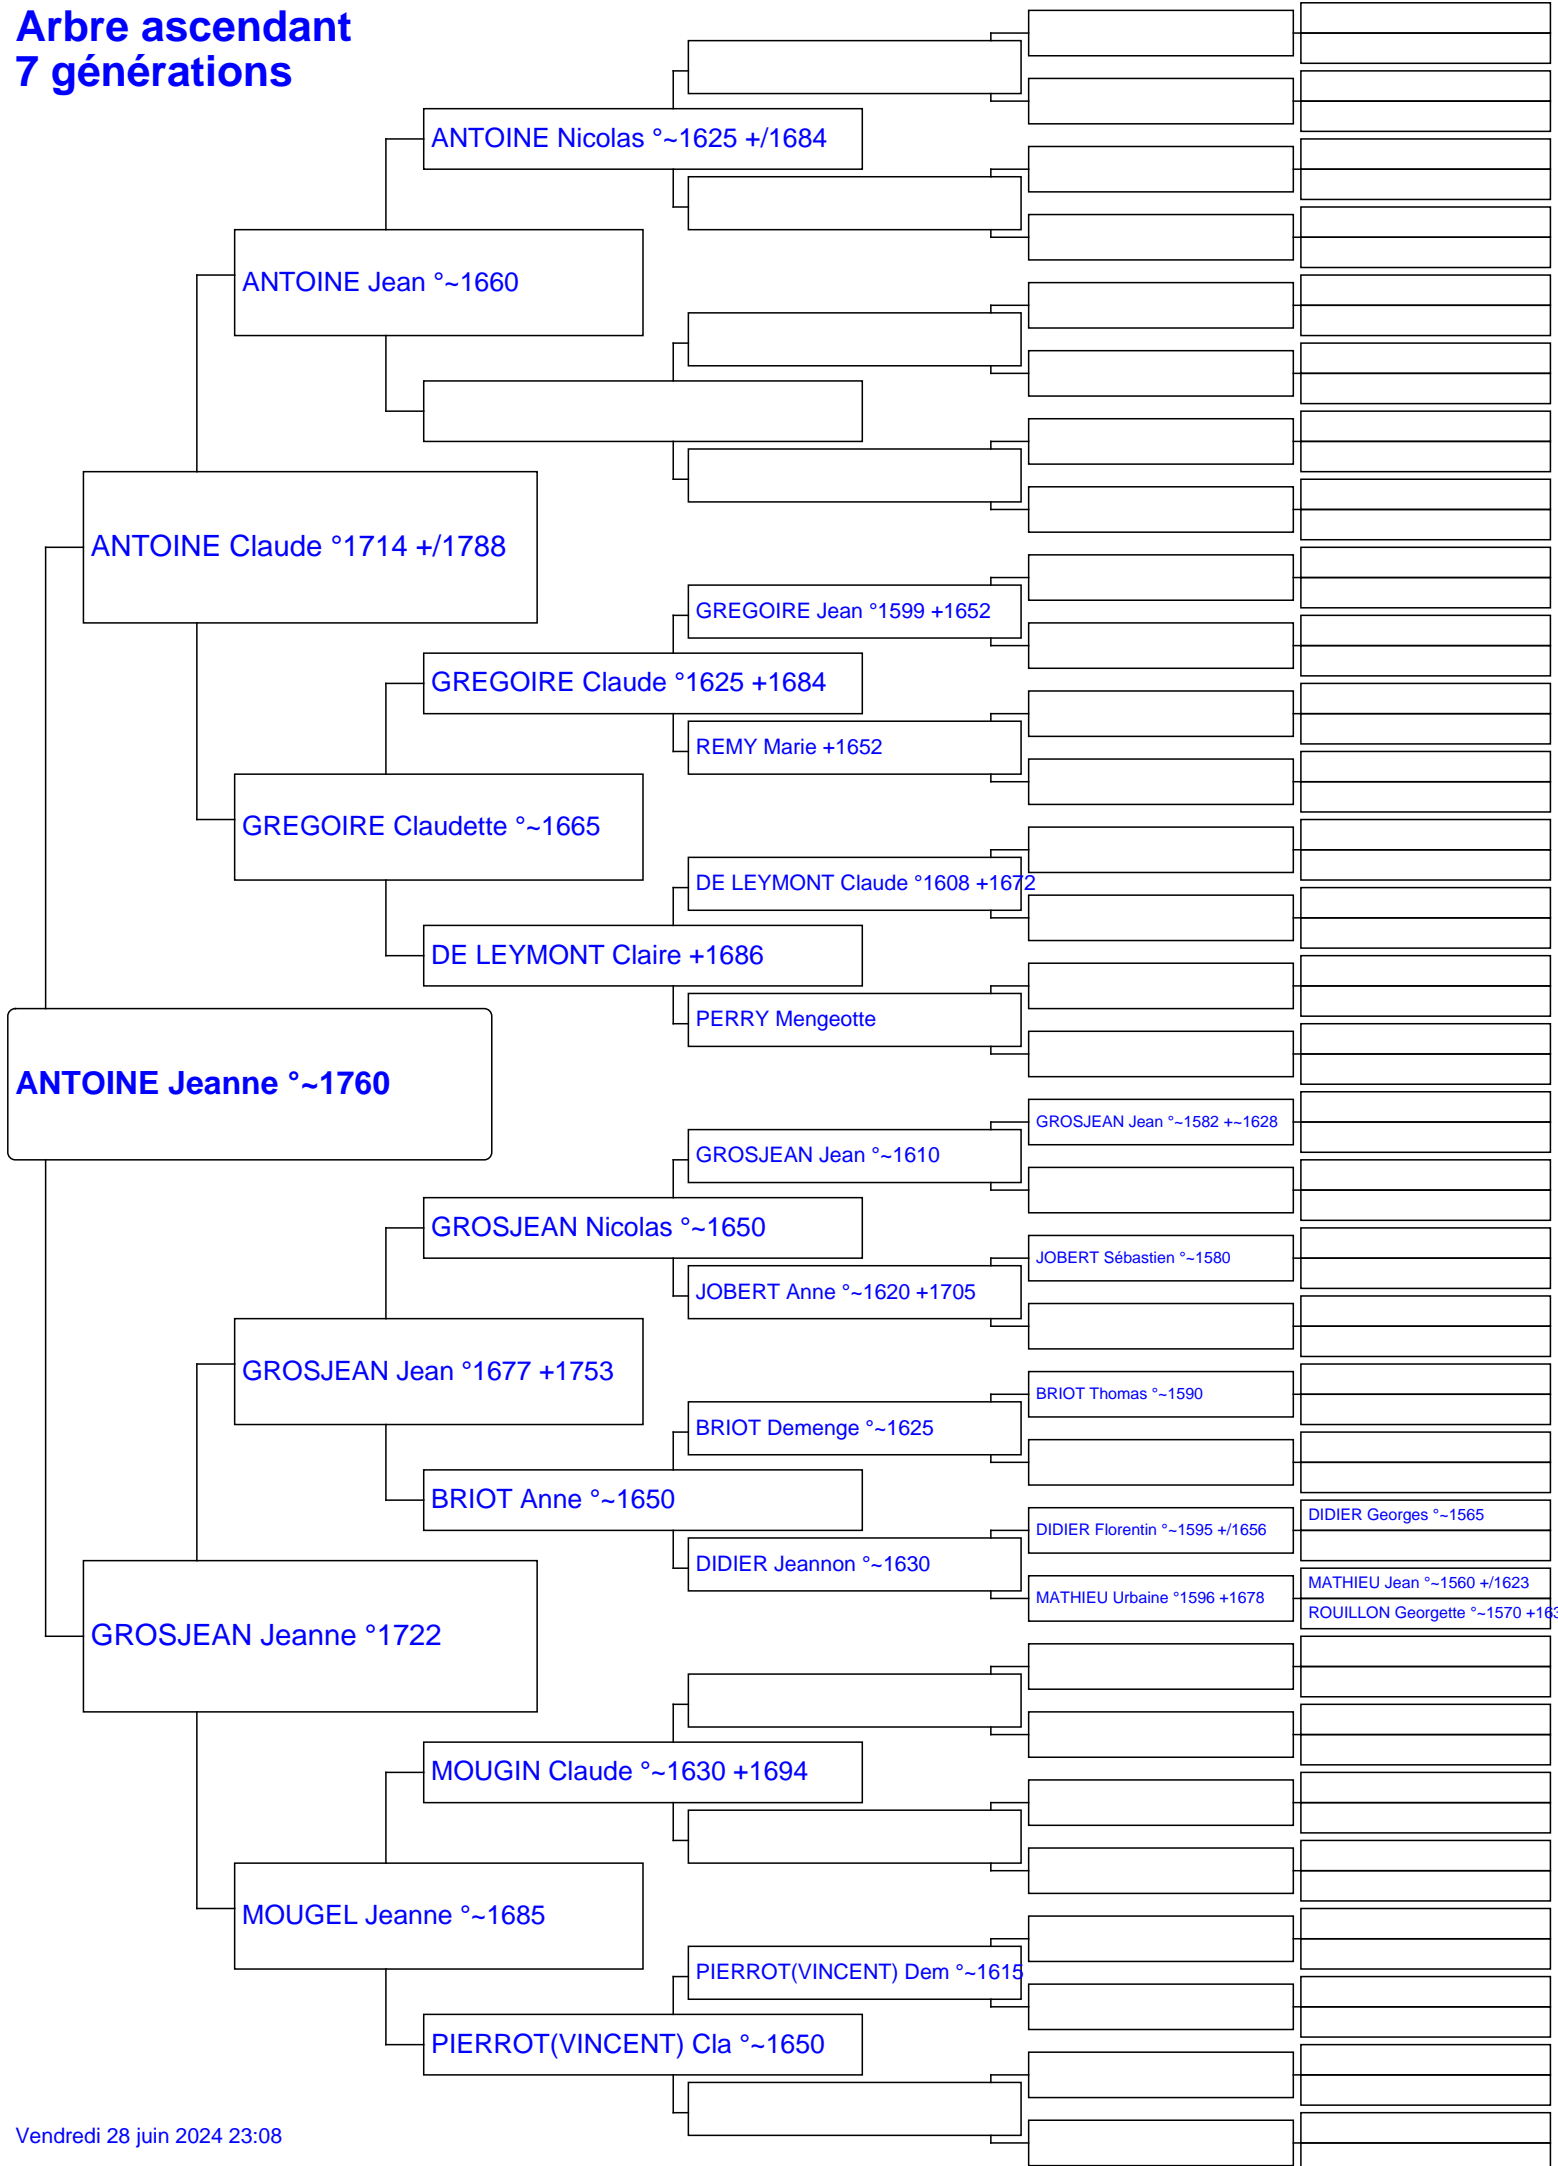 Arbre ascendant
7 générations
ANTOINE Nicolas °~1625 +/1684
ANTOINE Jean °~1660
ANTOINE Claude °1714 +/1788
GREGOIRE Jean °1599 +1652
GREGOIRE Claude °1625 +1684
REMY Marie +1652
GREGOIRE Claudette °~1665
DE LEYMONT Claude °1608 +1672
DE LEYMONT Claire +1686
PERRY Mengeotte
ANTOINE Jeanne °~1760
GROSJEAN Jean °~1582 +~1628
GROSJEAN Jean °~1610
GROSJEAN Nicolas °~1650
JOBERT Sébastien °~1580
JOBERT Anne °~1620 +1705
GROSJEAN Jean °1677 +1753
BRIOT Thomas °~1590
BRIOT Demenge °~1625
BRIOT Anne °~1650
DIDIER Georges °~1565
DIDIER Florentin °~1595 +/1656
DIDIER Jeannon °~1630
MATHIEU Jean °~1560 +/1623
MATHIEU Urbaine °1596 +1678
ROUILLON Georgette °~1570
GROSJEAN Jeanne °1722
MOUGIN Claude °~1630 +1694
MOUGEL Jeanne °~1685
PIERROT(VINCENT) Dem °~1615
PIERROT(VINCENT) Cla °~1650
Vendredi 28 juin 2024 23:08